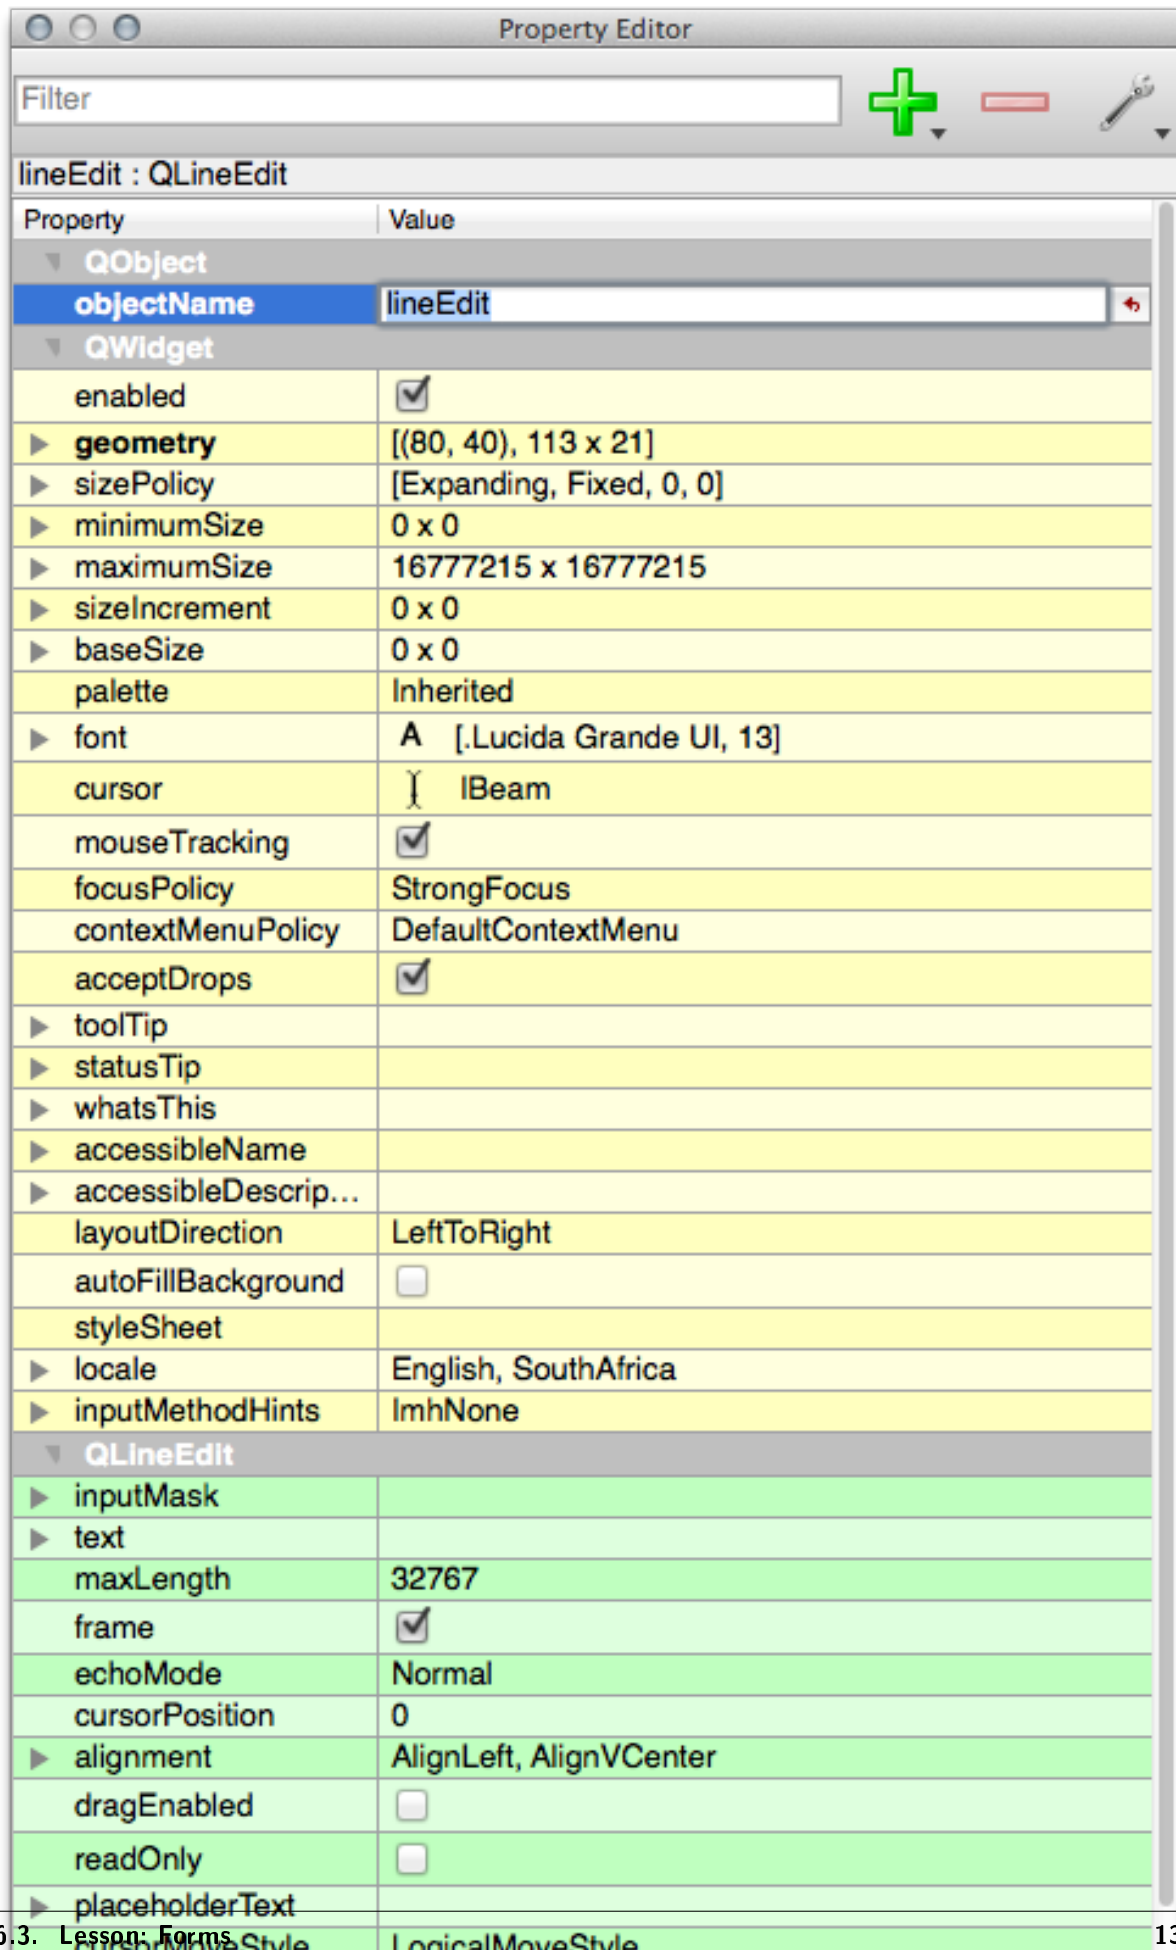 Property Editor
Filter
lineEdit : QLineEdit
Property Value
QObject
objectName lineEdit
QWidget
enabled
geometry [(80, 40), 113 x 21]
sizePolicy [Expanding, Fixed, 0, 0]
minimumSize 0 x 0
maximumSize 16777215 x 16777215
sizeIncrement 0 x 0
baseSize 0 x 0
palette Inherited
font A [.Lucida Grande UI, 13]
cursor IBeam
mouseTracking
focusPolicy StrongFocus
contextMenuPolicy DefaultContextMenu
acceptDrops
toolTip
statusTip
whatsThis
accessibleName
accessibleDescrip...
layoutDirection LeftToRight
autoFillBackground
styleSheet
locale English, SouthAfrica
inputMethodHints ImhNone
QLineEdit
inputMask
text
maxLength 32767
frame
echoMode Normal
cursorPosition 0
alignment AlignLeft, AlignVCenter
dragEnabled
readOnly
placeholderText
.3. Lesson: Forms 13
cursorMoveStyle LogicalMoveStyle